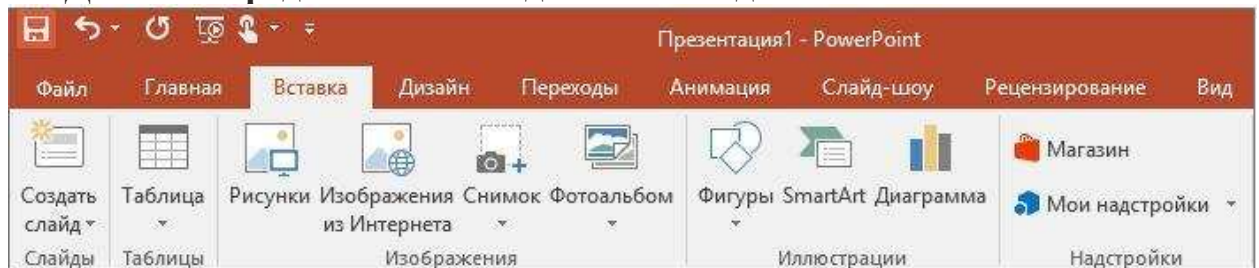 Презентация1 - PowerPoint
Файл Главная Вставка Дизайн Переходы Анимация Слайд-шоу Рецензирование Вид
Создать слайд
Таблица
Рисунки
Изображения из Интернета
Снимок
Фотоальбом
Фигуры
SmartArt
Диаграмма
Магазин
Мои надстройки
Слайды Таблицы Изображения Иллюстрации Надстройки